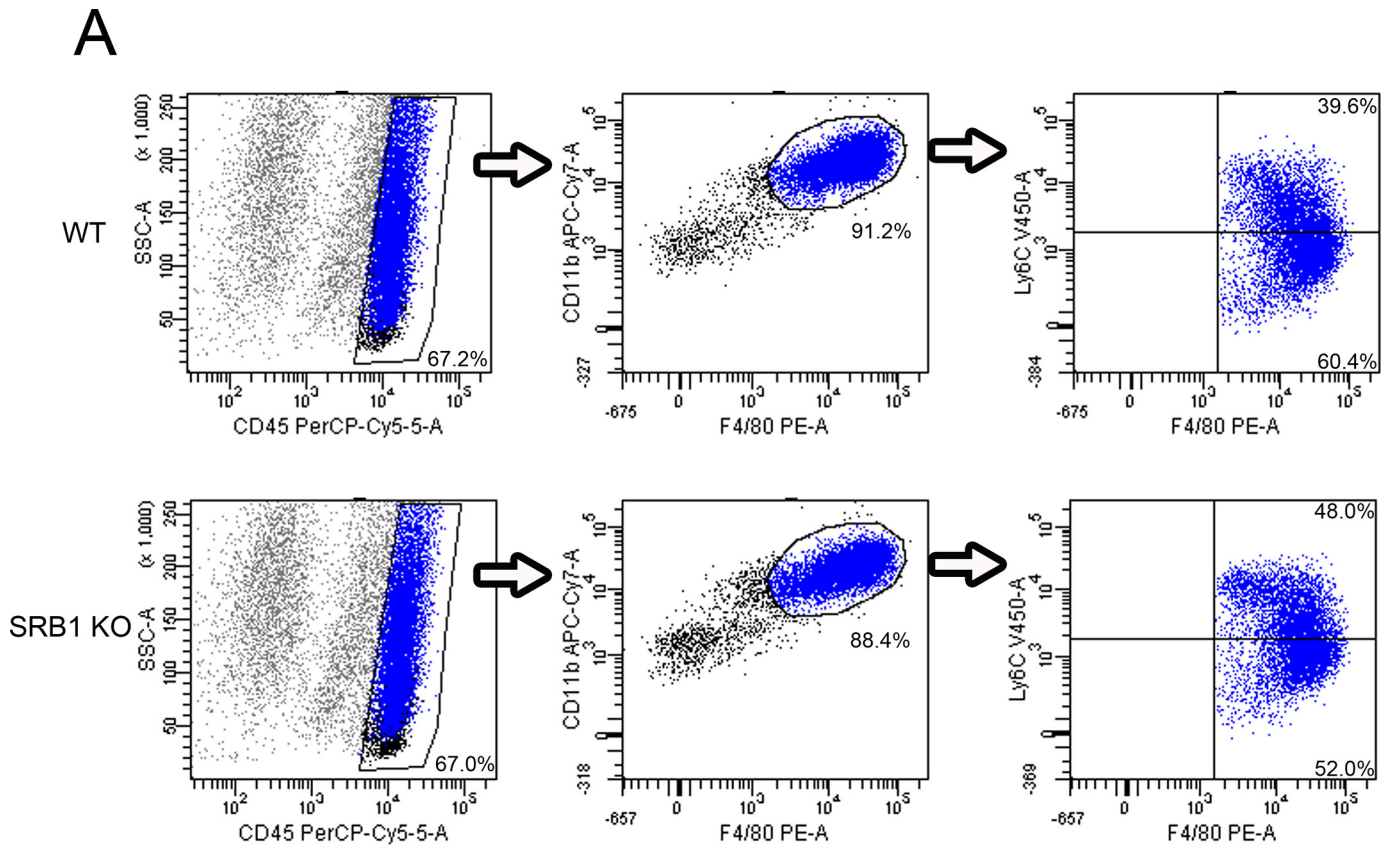 A
WT
(x 1,000)
SSC-A
250
200
150
100
50
67.2%
10² 10³ 10⁴ 10⁵
CD45 PerCP-Cy5-5-A
CD11b APC-Cy7-A
10⁵
10⁴
10³
0
-327
91.2%
-675 0 10³ 10⁴ 10⁵
F4/80 PE-A
Ly6C V450-A
10⁵
10⁴
10³
0
-384
39.6%
60.4%
-675 0 10³ 10⁴ 10⁵
F4/80 PE-A
SRB1 KO
(x 1,000)
SSC-A
250
200
150
100
50
67.0%
10² 10³ 10⁴ 10⁵
CD45 PerCP-Cy5-5-A
CD11b APC-Cy7-A
10⁵
10⁴
10³
0
-318
88.4%
-657 0 10³ 10⁴ 10⁵
F4/80 PE-A
Ly6C V450-A
10⁵
10⁴
10³
0
-369
48.0%
52.0%
-657 0 10³ 10⁴ 10⁵
F4/80 PE-A